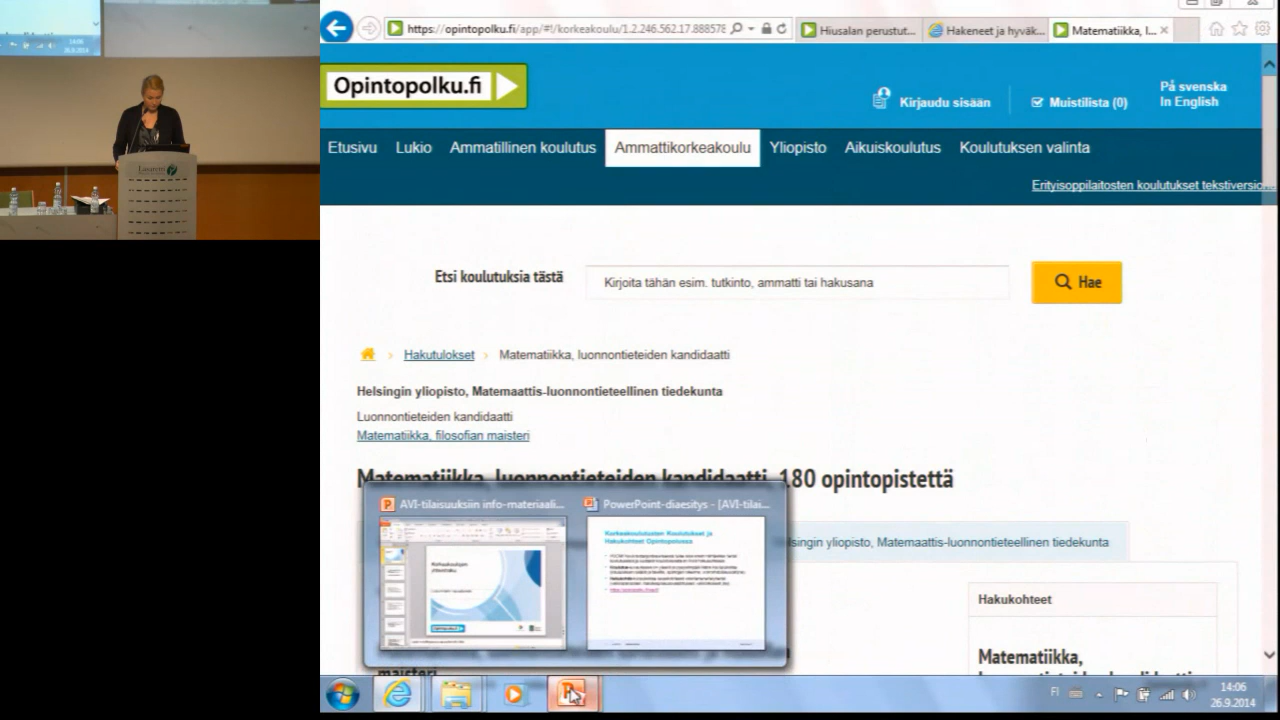 https://opintopolku.fi/app/#!/korkeakoulu/1.2.246.562.17.888578
Hiusalan perustut...
Hakeneet ja hyväk...
Matematiikka, l...
Opintopolku.fi
Kirjaudu sisään
Muistilista (0)
På svenska
In English
Etusivu
Lukio
Ammatillinen koulutus
Ammattikorkeakoulu
Yliopisto
Aikuiskoulutus
Koulutuksen valinta
Erityisoppilaitosten koulutukset tekstiversiona
Etsi koulutuksia tästä
Kirjoita tähän esim. tutkinto, ammatti tai hakusana
Hae
Hakutulokset
Matematiikka, luonnontieteiden kandidaatti
Helsingin yliopisto, Matemaattis-luonnontieteellinen tiedekunta
Luonnontieteiden kandidaatti
Matematiikka, filosofian maisteri
Matematiikka, luonnontieteiden kandidaatti, 180 opintopistettä
AVI-tilaisuuksiin info-materiaali...
PowerPoint-diaesitys - [AVI-tilai...
Korkeakoulutusten Koulutukset ja
Hakukohteet Opintopolussa
lsingin yliopisto, Matemaattis-luonnontieteellinen tiedekunta
Hakukohteet
Matematiikka,
maisteri
FI
14:06
26.9.2014